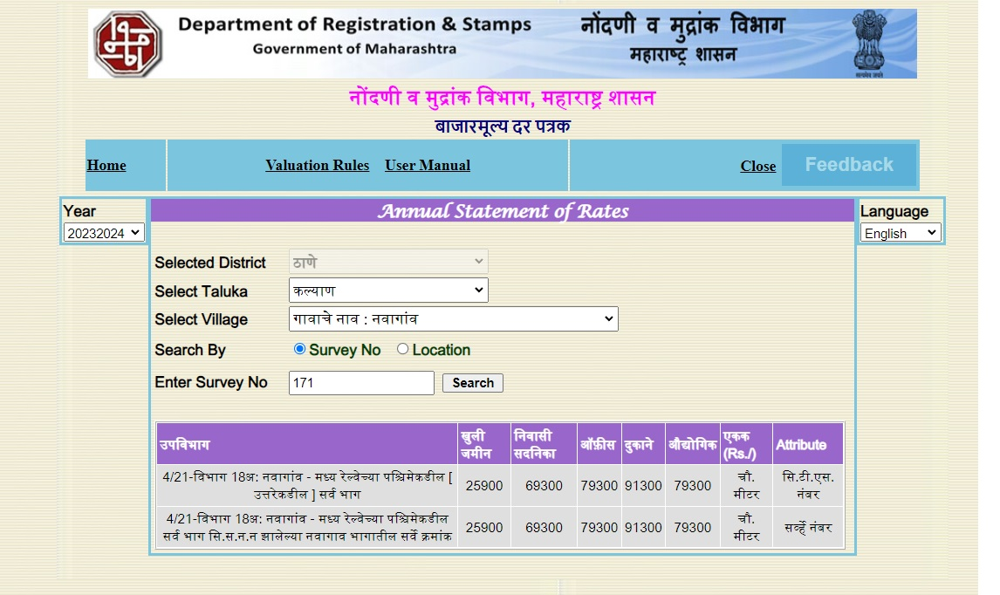 Department of Registration & Stamps
Government of Maharashtra
नोंदणी व मुद्रांक विभाग
महाराष्ट्र शासन
नोंदणी व मुद्रांक विभाग, महाराष्ट्र शासन
बाजारमूल्य दर पत्रक
Home Valuation Rules User Manual Close Feedback
Year
20232024
Annual Statement of Rates
Language
English
Selected District ठाणे
Select Taluka कल्याण
Select Village गावाचे नाव : नवागांव
Search By Survey No Location
Enter Survey No 171 Search
उपविभाग खुली जमीन निवासी सदनिका ऑफ़ीस दुकाने औद्योगिक एकक (Rs./) Attribute
4/21-विभाग 18अ: नवागांव - मध्य रेल्वेच्या पश्चिमेकडील [
उत्तरेकडील ] सर्व भाग
25900 69300 79300 91300 79300 चौ. मीटर सि.टी.एस. नंबर
4/21-विभाग 18अ: नवागांव - मध्य रेल्वेच्या पश्चिमेकडील
सर्व भाग सि.स.न.न झालेल्या नवागाव भागातील सर्वे क्रमांक
25900 69300 79300 91300 79300 चौ. मीटर सर्व्हे नंबर